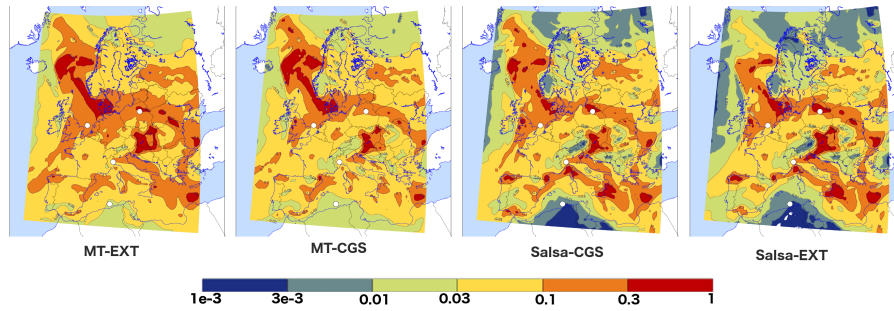 MT-EXT
MT-CGS
Salsa-CGS
Salsa-EXT
1e-3 3e-3 0.01 0.03 0.1 0.3 1